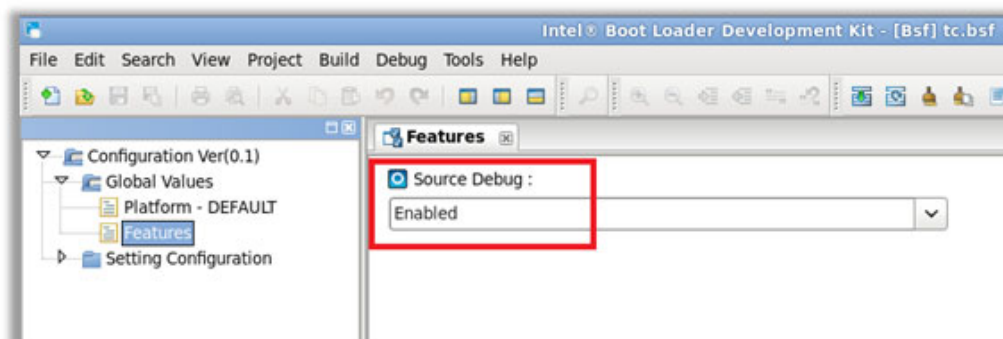 Intel® Boot Loader Development Kit - [Bsf] tc.bsf
File Edit Search View Project Build Debug Tools Help
Features
Configuration Ver(0.1)
Global Values
Platform - DEFAULT
Features
Setting Configuration
Source Debug :
Enabled